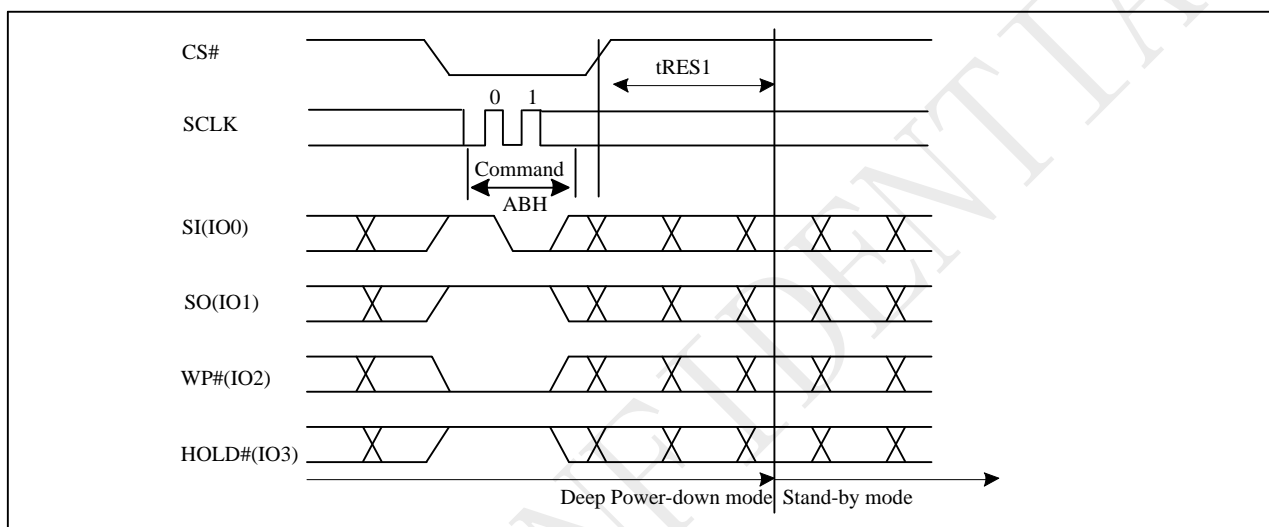 CS#
tRES1
0 1
SCLK
Command
ABH
SI(IO0)
SO(IO1)
WP#(IO2)
HOLD#(IO3)
Deep Power-down mode Stand-by mode
NFIDENTIA